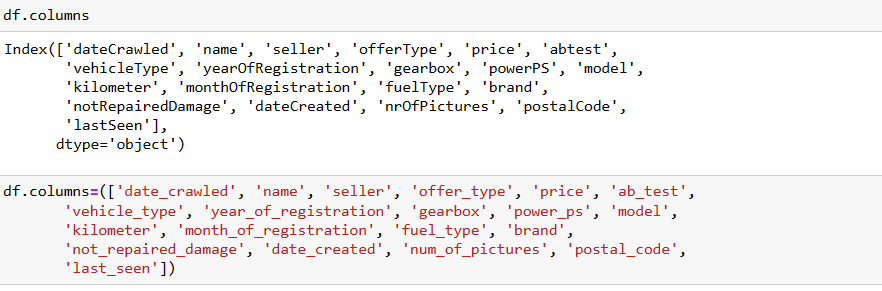 df.columns
Index(['dateCrawled', 'name', 'seller', 'offerType', 'price', 'abtest',
'vehicleType', 'yearOfRegistration', 'gearbox', 'powerPS', 'model',
'kilometer', 'monthOfRegistration', 'fuelType', 'brand',
'notRepairedDamage', 'dateCreated', 'nrOfPictures', 'postalCode',
'lastSeen'],
dtype='object')
df.columns=(['date_crawled', 'name', 'seller', 'offer_type', 'price', 'ab_test',
'vehicle_type', 'year_of_registration', 'gearbox', 'power_ps', 'model',
'kilometer', 'month_of_registration', 'fuel_type', 'brand',
'not_repaired_damage', 'date_created', 'num_of_pictures', 'postal_code',
'last_seen'])